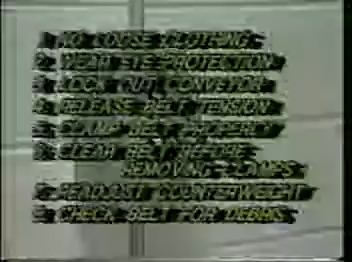 1. NO LOOSE CLOTHING
2. WEAR EYE PROTECTION
3. LOCK OUT CONVEYOR
4. RELEASE BELT TENSION
5. CLAMP BELT PROPERLY
6. CLEAR BELT BEFORE
REMOVING CLAMPS
7. READJUST COUNTERWEIGHT
8. CHECK BELT FOR DEBRIS